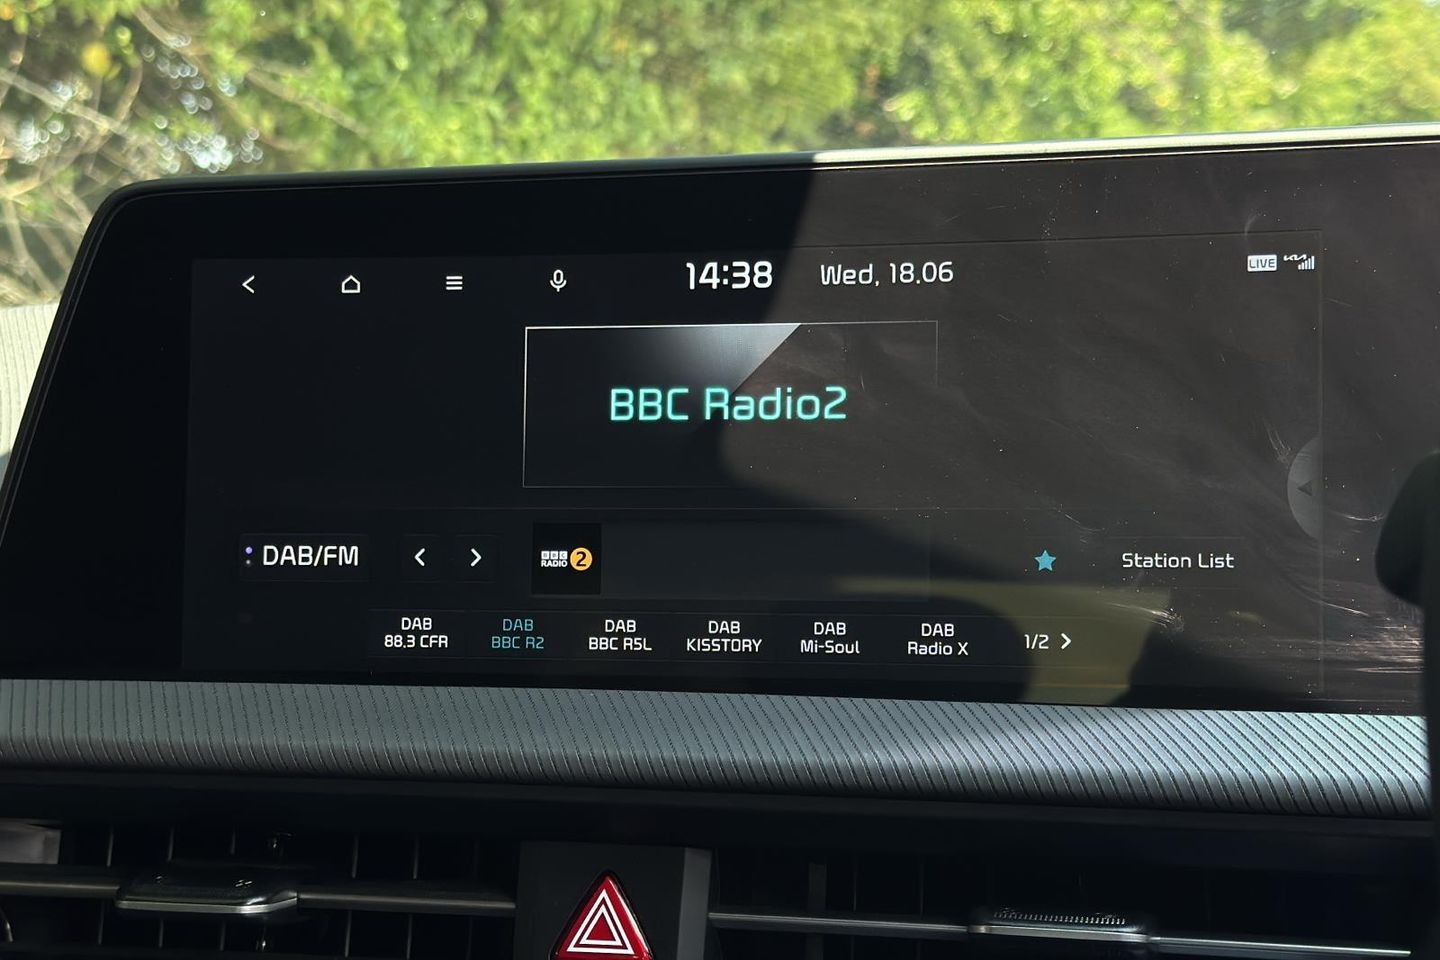 14:38
Wed, 18.06
LIVE
BBC Radio2
DAB/FM
BBC
RADIO 2
Station List
DAB
88.3 CFR
DAB
BBC R2
DAB
BBC R5L
DAB
KISSTORY
DAB
Mi-Soul
DAB
Radio X
1/2